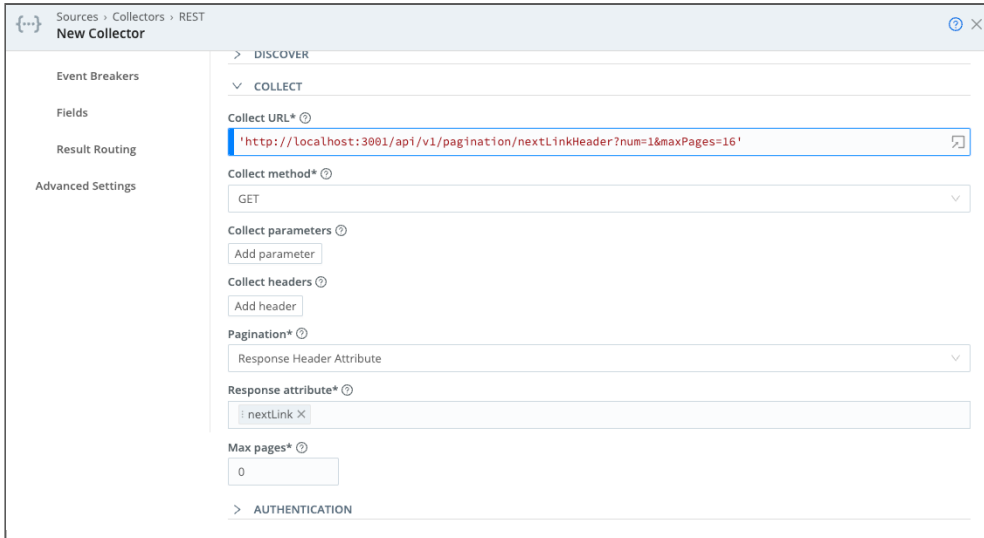 Sources › Collectors › REST
New Collector
Event Breakers
Fields
Result Routing
Advanced Settings
DISCOVER
COLLECT
Collect URL*
'http://localhost:3001/api/v1/pagination/nextLinkHeader?num=1&maxPages=16'
Collect method*
GET
Collect parameters
Add parameter
Collect headers
Add header
Pagination*
Response Header Attribute
Response attribute*
nextLink
Max pages*
0
AUTHENTICATION